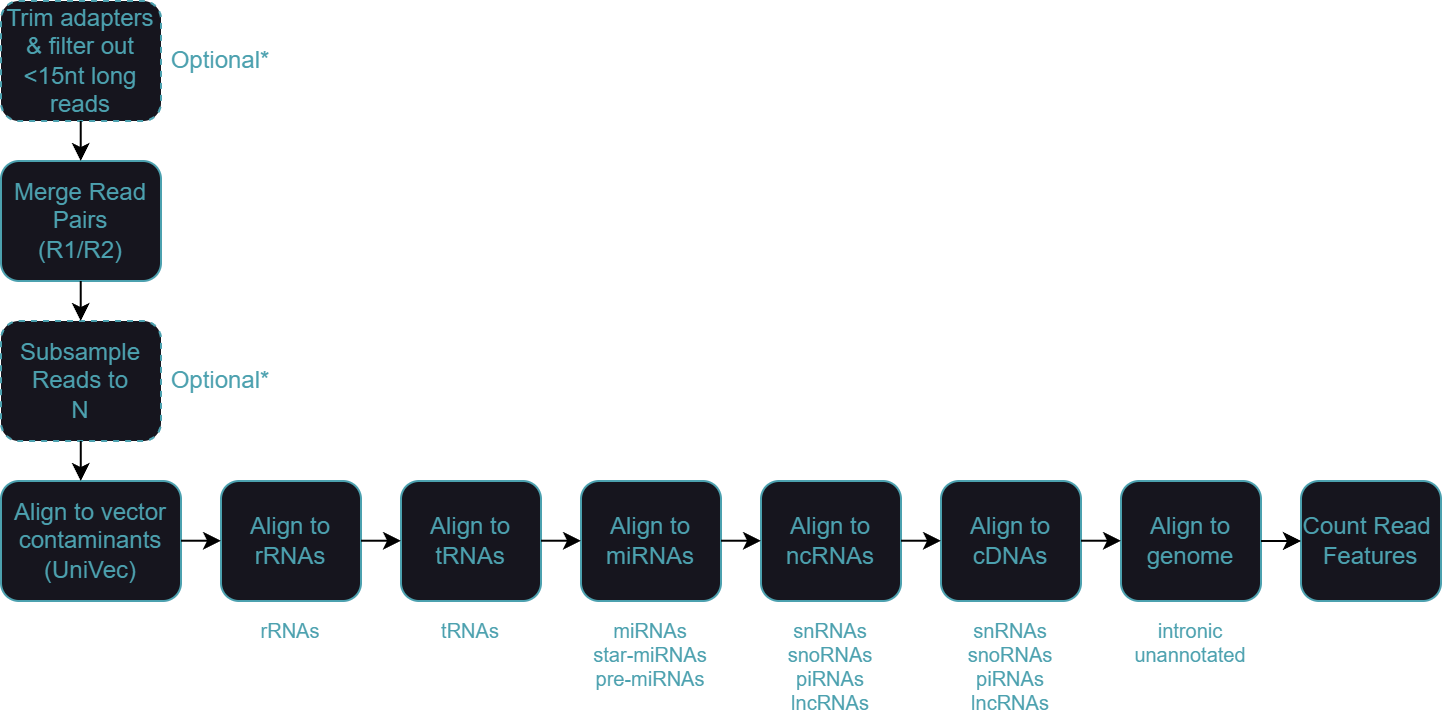 Trim adapters
& filter out
<15nt long
reads
Optional*
Merge Read
Pairs
(R1/R2)
Subsample
Reads to
N
Optional*
Align to vector
contaminants
(UniVec)
Align to
rRNAs
Align to
tRNAs
Align to
miRNAs
Align to
ncRNAs
Align to
cDNAs
Align to
genome
Count Read
Features
rRNAs
tRNAs
miRNAs
star-miRNAs
pre-miRNAs
snRNAs
snoRNAs
piRNAs
lncRNAs
snRNAs
snoRNAs
piRNAs
lncRNAs
intronic
unannotated